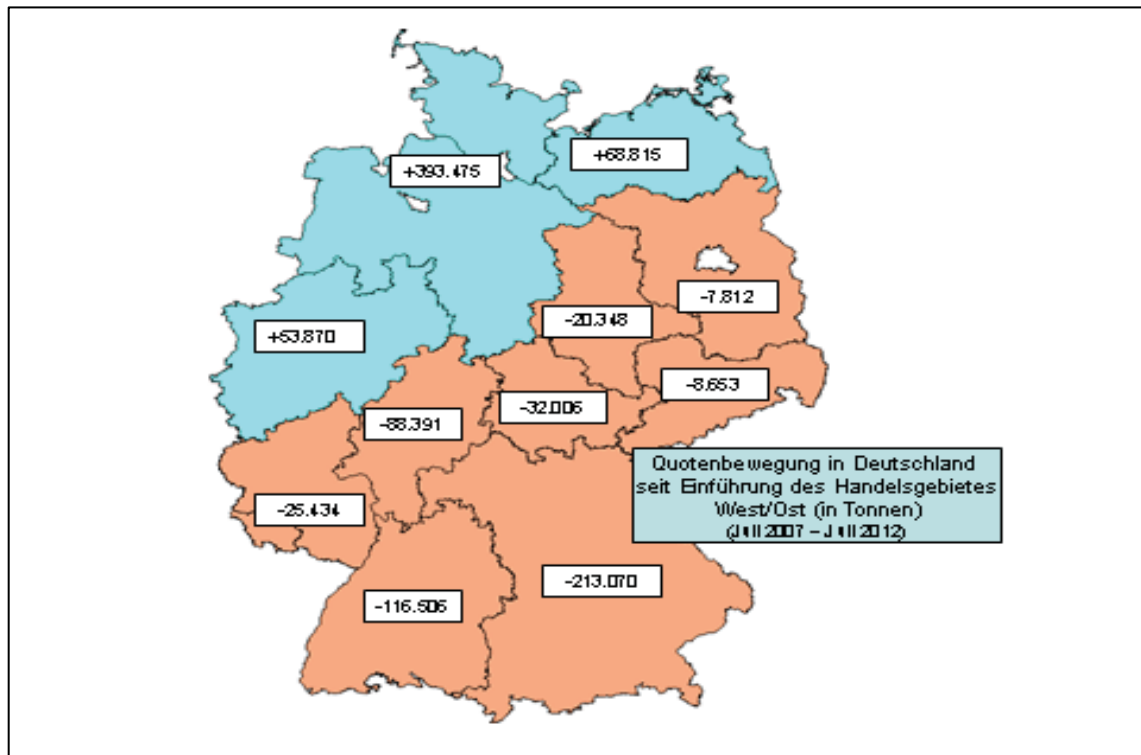 +68.815
+393.475
-7.812
-20.348
+53.870
-8.653
-32.006
-88.391
Quotenbewegung in Deutschland
seit Einführung des Handelsgebietes
West/Ost (in Tonnen)
(Juli 2007 – Juli 2012)
-25.434
-213.070
-116.506